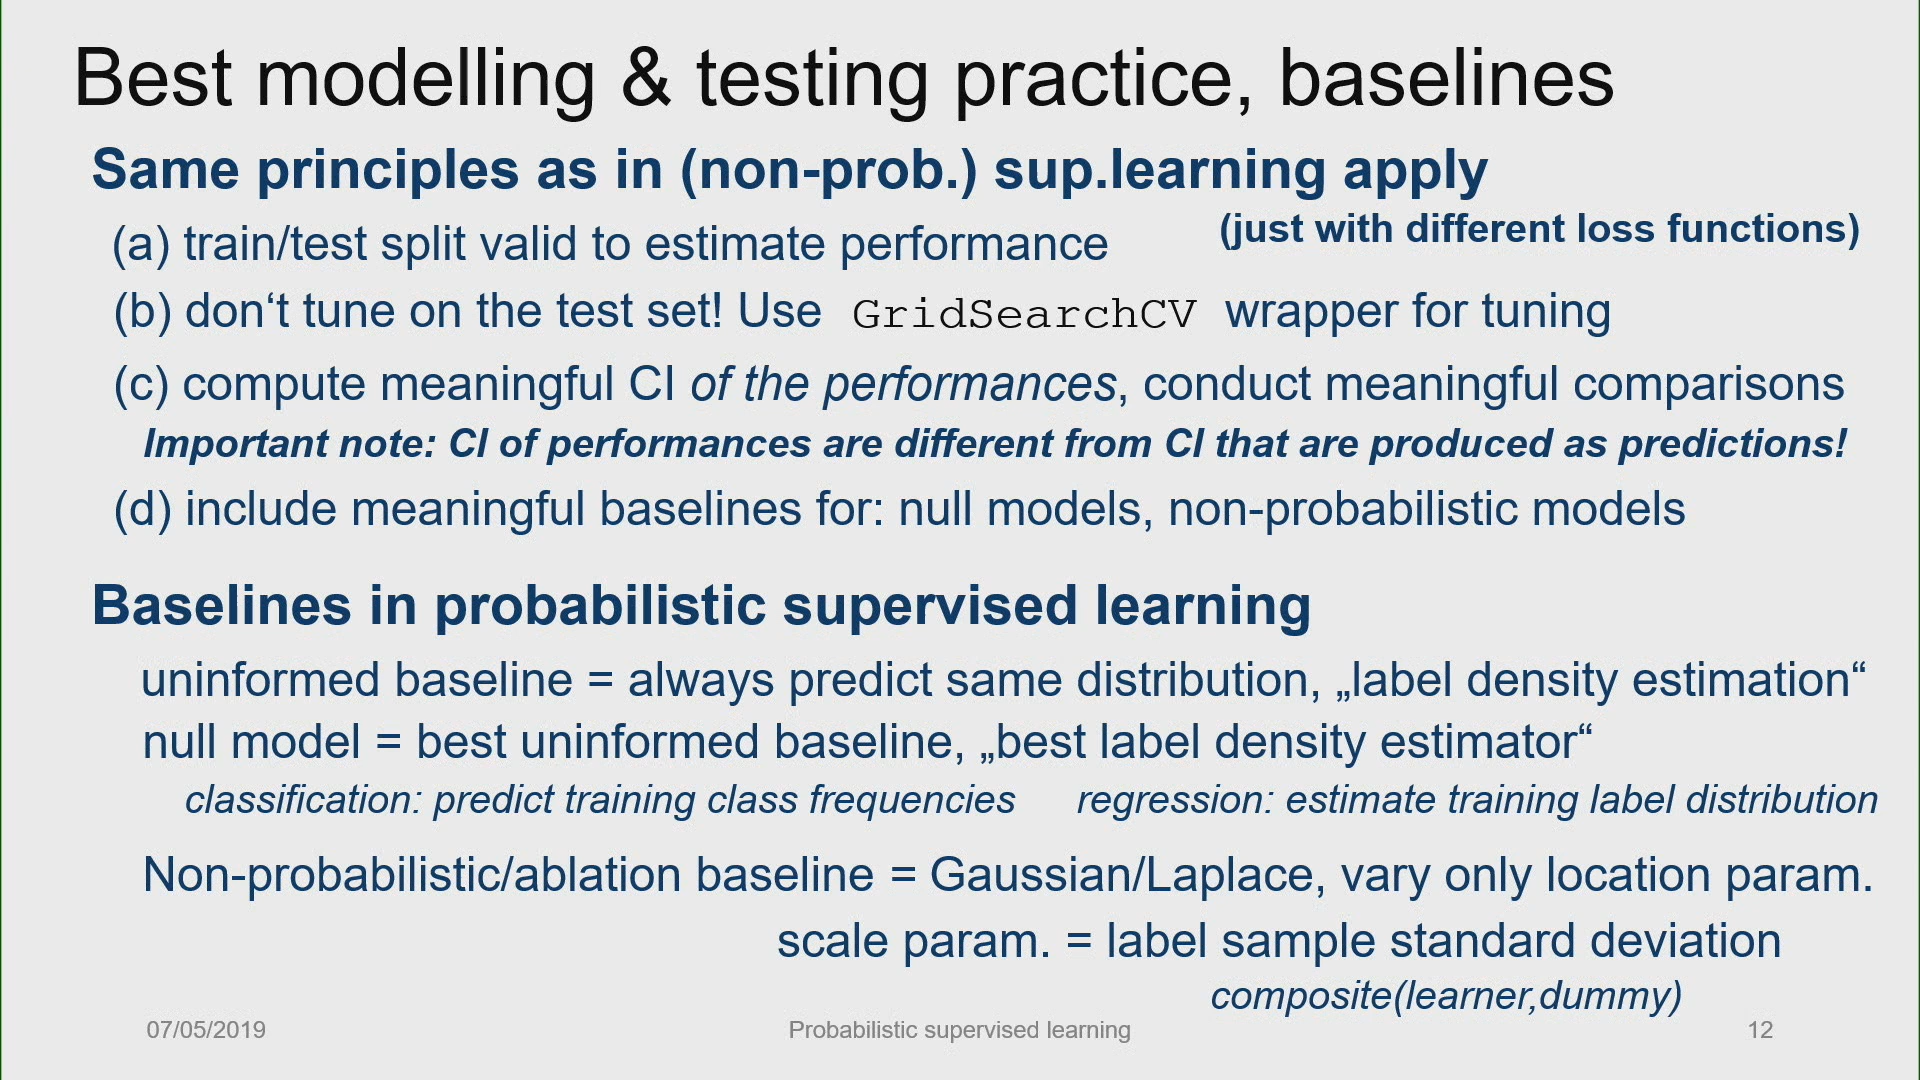 Best modelling & testing practice, baselines
Same principles as in (non-prob.) sup.learning apply
(just with different loss functions)
(a) train/test split valid to estimate performance
(b) don‘t tune on the test set! Use GridSearchCV wrapper for tuning
(c) compute meaningful CI of the performances, conduct meaningful comparisons
Important note: CI of performances are different from CI that are produced as predictions!
(d) include meaningful baselines for: null models, non-probabilistic models
Baselines in probabilistic supervised learning
uninformed baseline = always predict same distribution, „label density estimation“
null model = best uninformed baseline, „best label density estimator“
classification: predict training class frequencies regression: estimate training label distribution
Non-probabilistic/ablation baseline = Gaussian/Laplace, vary only location param.
scale param. = label sample standard deviation
composite(learner,dummy)
07/05/2019 Probabilistic supervised learning 12